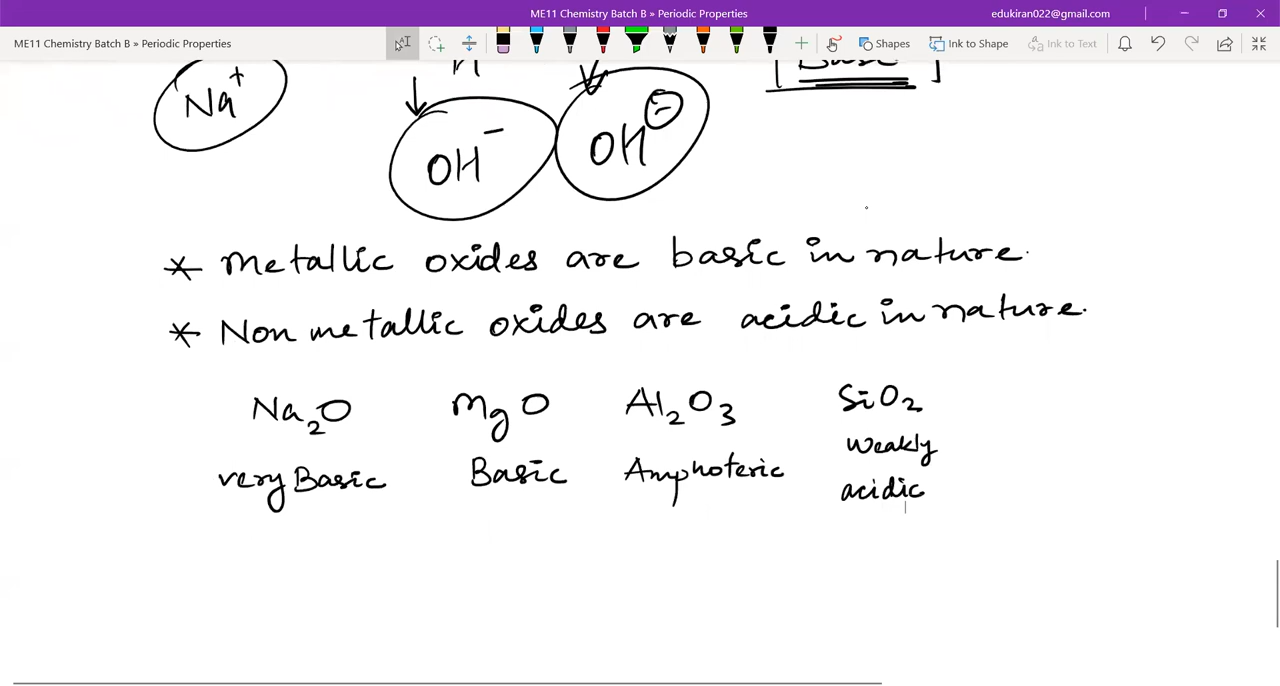 ME11 Chemistry Batch B » Periodic Properties
edukiran022@gmail.com
ME11 Chemistry Batch B » Periodic Properties
Shapes
Ink to Shape
Ink to Text
Na⁺
OH⁻
OH⁻
* Metallic oxides are basic in nature.
* Non metallic oxides are acidic in nature.
Na₂O MgO Al₂O₃ SiO₂
very Basic Basic Amphoteric weakly
acidic